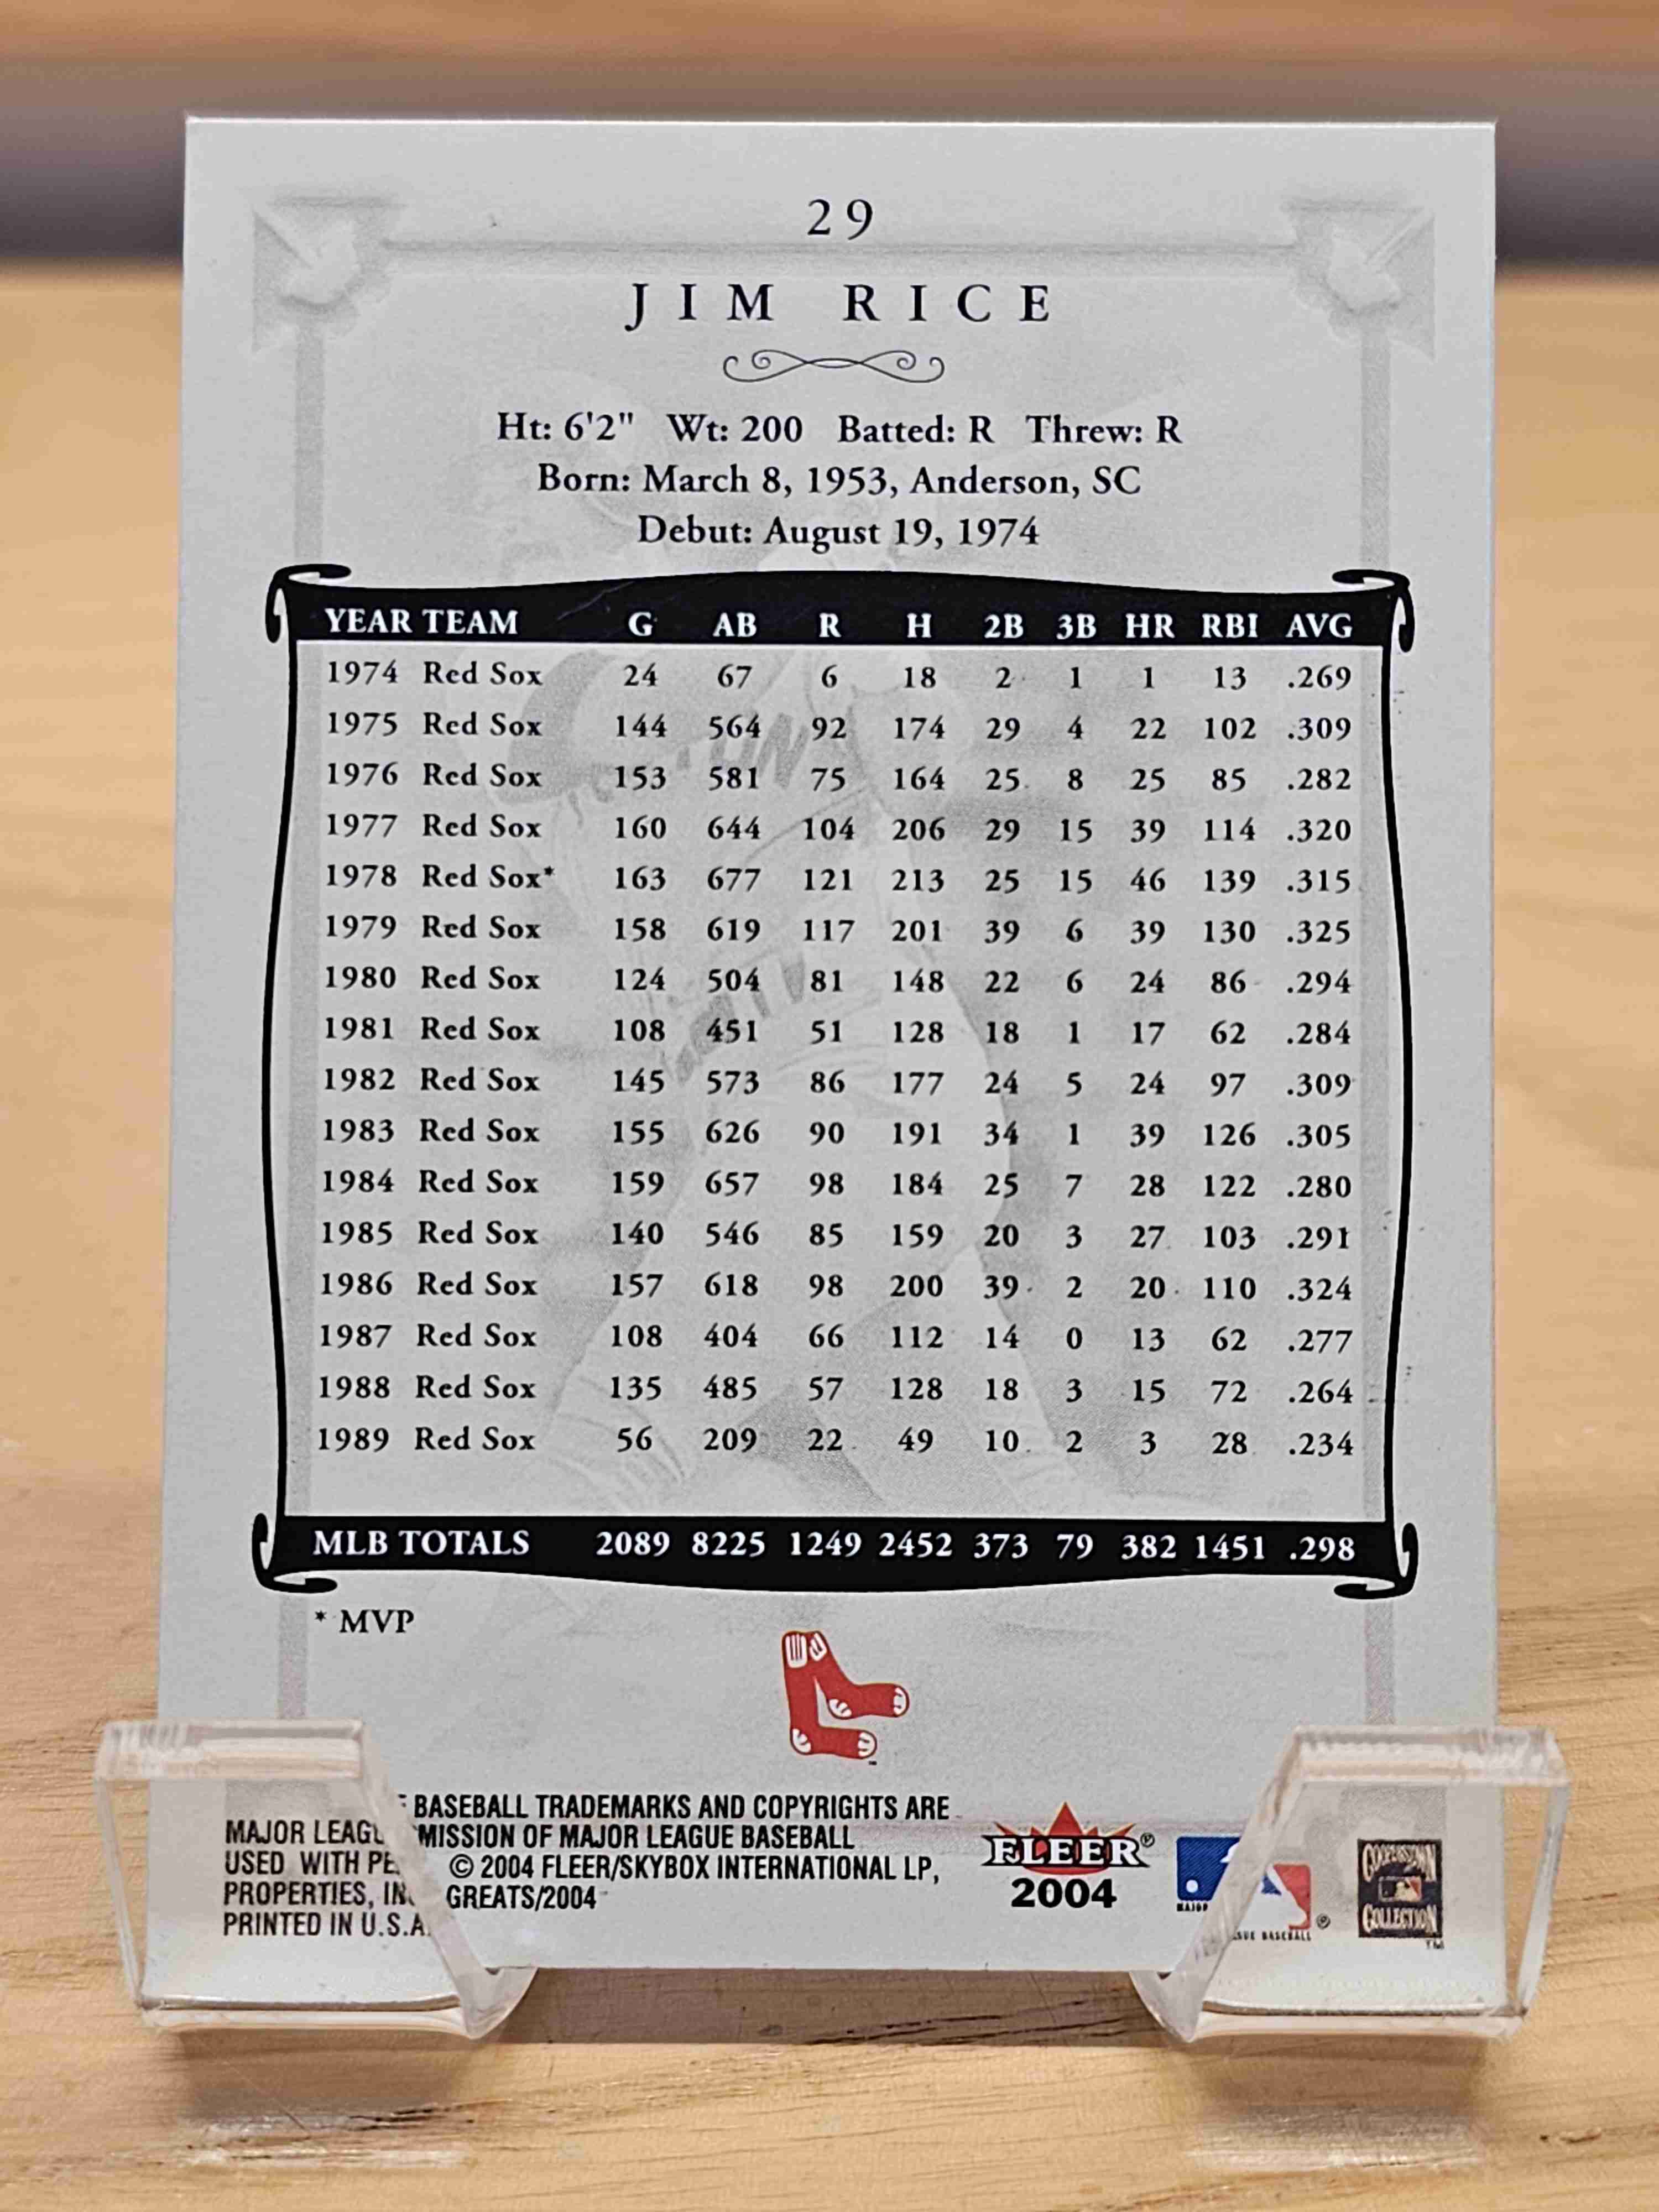 29
JIM RICE
Ht: 6'2" Wt: 200 Batted: R Threw: R
Born: March 8, 1953, Anderson, SC
Debut: August 19, 1974
YEAR TEAM G AB R H 2B 3B HR RBI AVG
1974 Red Sox 24 67 6 18 2 1 1 13 .269
1975 Red Sox 144 564 92 174 29 4 22 102 .309
1976 Red Sox 153 581 75 164 25 8 25 85 .282
1977 Red Sox 160 644 104 206 29 15 39 114 .320
1978 Red Sox* 163 677 121 213 25 15 46 139 .315
1979 Red Sox 158 619 117 201 39 6 39 130 .325
1980 Red Sox 124 504 81 148 22 6 24 86 .294
1981 Red Sox 108 451 51 128 18 1 17 62 .284
1982 Red Sox 145 573 86 177 24 5 24 97 .309
1983 Red Sox 155 626 90 191 34 1 39 126 .305
1984 Red Sox 159 657 98 184 25 7 28 122 .280
1985 Red Sox 140 546 85 159 20 3 27 103 .291
1986 Red Sox 157 618 98 200 39 2 20 110 .324
1987 Red Sox 108 404 66 112 14 0 13 62 .277
1988 Red Sox 135 485 57 128 18 3 15 72 .264
1989 Red Sox 56 209 22 49 10 2 3 28 .234
MLB TOTALS 2089 8225 1249 2452 373 79 382 1451 .298
* MVP
MAJOR BASEBALL TRADEMARKS AND COPYRIGHTS ARE
USED WITH OF MAJOR LEAGUE BASEBALL
PROPERTIES, © 2004 FLEER/SKYBOX INTERNATIONAL LP,
PRINTED IN U.S.A. GREATS/2004
FLEER®
2004
MAJOR BASEBALL ®
COOPERSTOWN
COLLECTION
TM